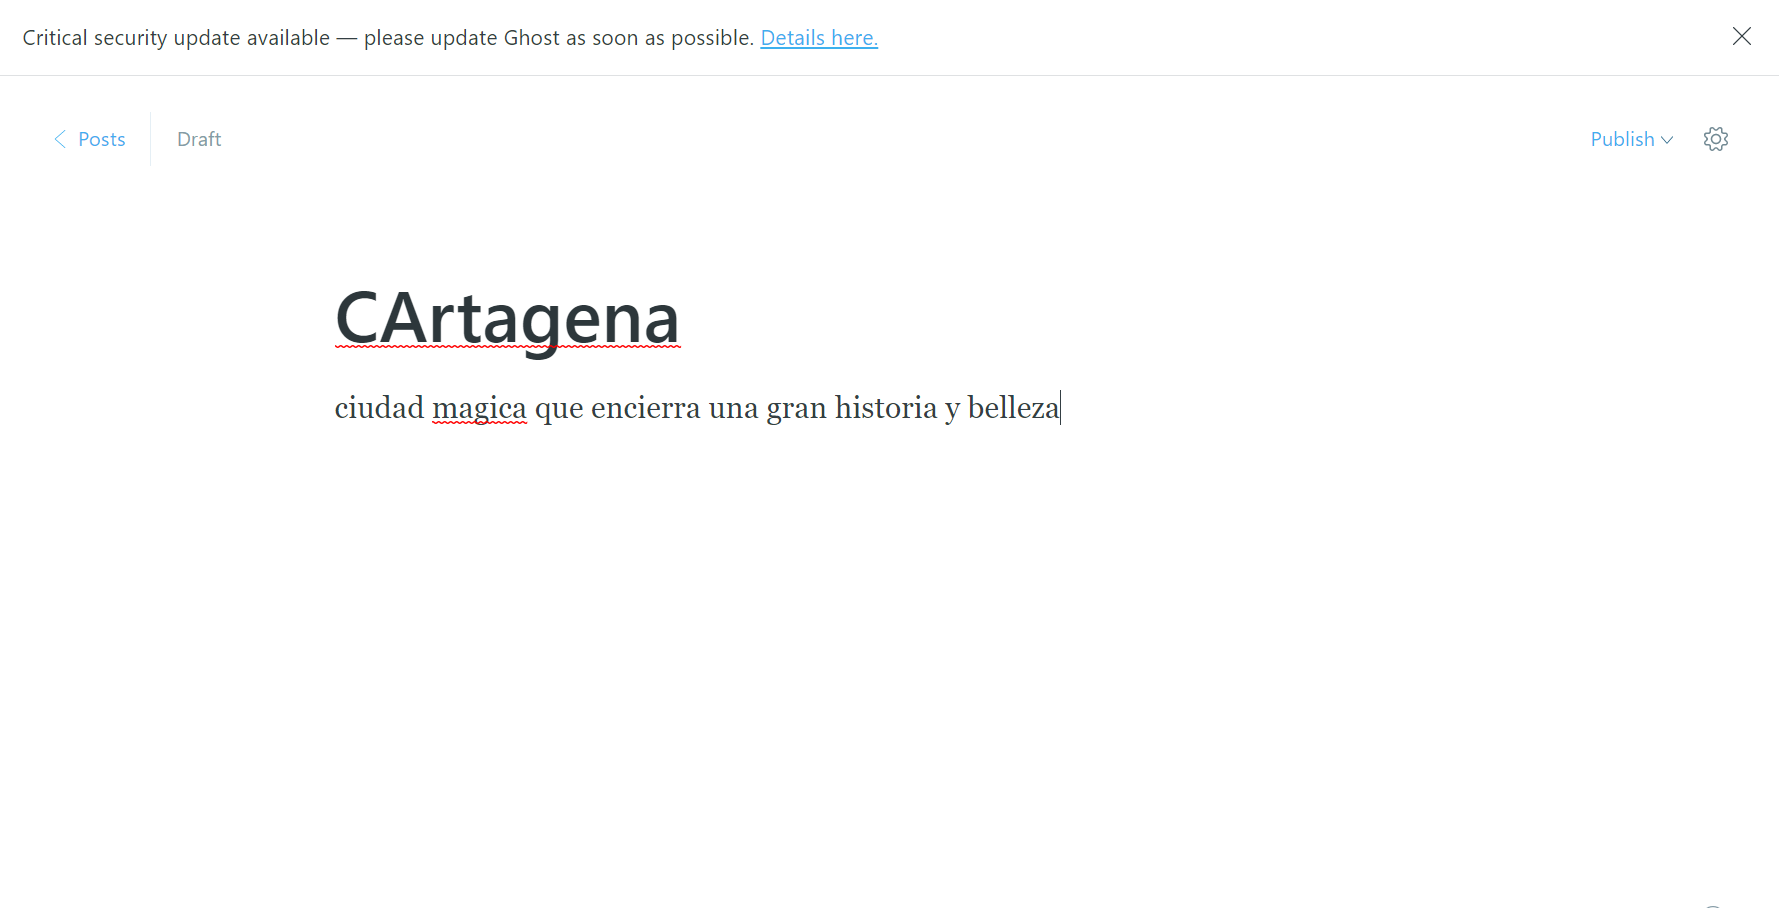 Critical security update available — please update Ghost as soon as possible. Details here.
Posts
Draft
Publish
CArtagena
ciudad magica que encierra una gran historia y belleza